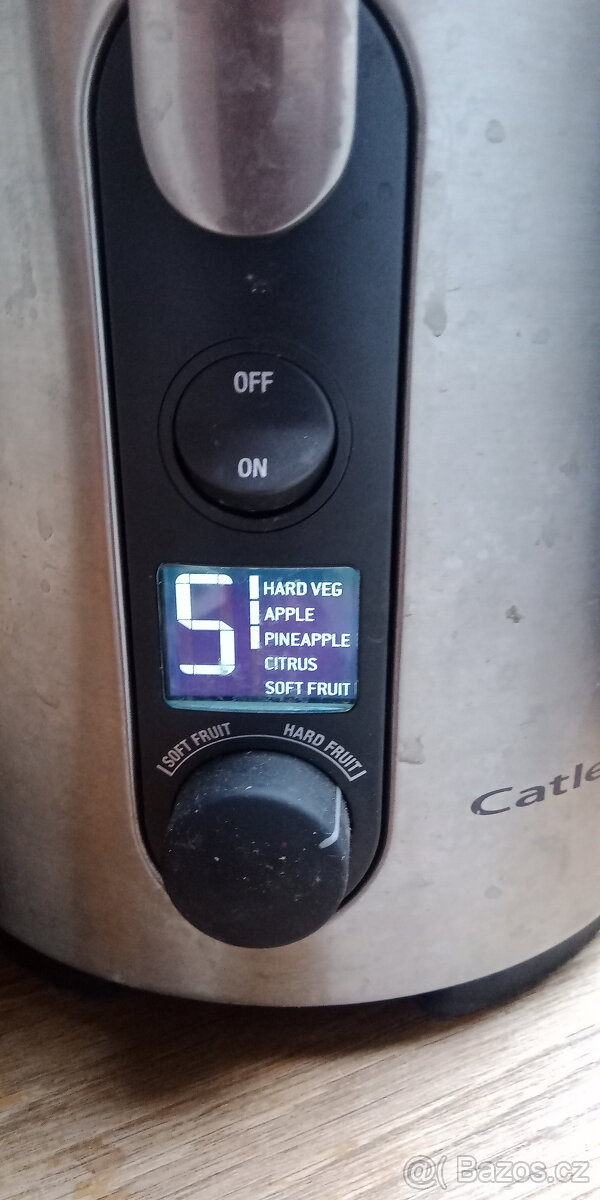 OFF
ON
5
HARD VEG
APPLE
PINEAPPLE
CITRUS
SOFT FRUIT
SOFT FRUIT HARD FRUIT
Catle
@( Bazos.cz